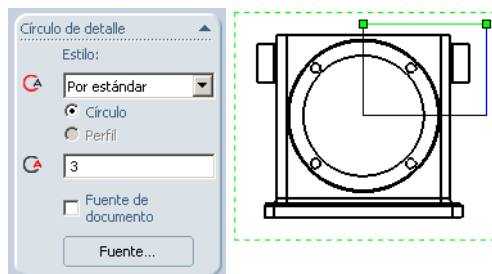 Círculo de detalle
Estilo:
Por estándar
Círculo
Perfil
3
Fuente de
documento
Fuente...